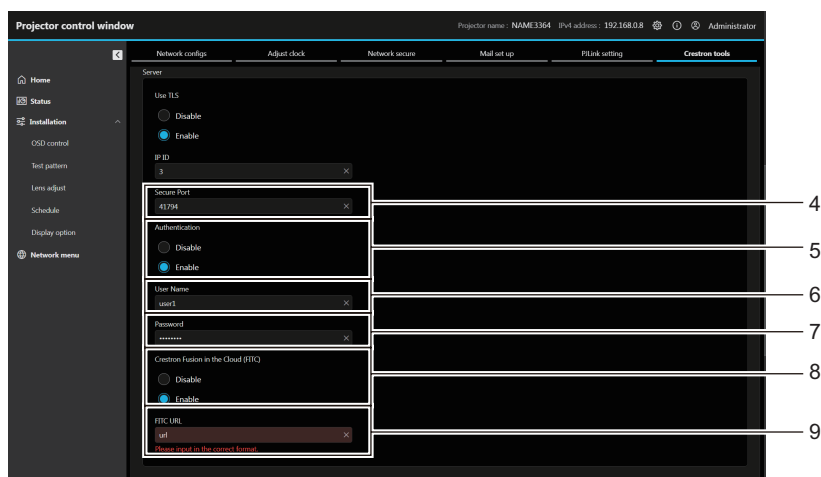 Projector control window
Projector name : NAME3364 IPv4 address : 192.168.0.8 Administrator
Network configs Adjust clock Network secure Mail set up PJLink setting Crestron tools
Home
Status
Installation
OSD control
Test pattern
Lens adjust
Schedule
Display option
Network menu
Server
Use TLS
Disable
Enable
IP ID
3
Secure Port
41794
4
Authentication
Disable
Enable
5
User Name
user1
6
Password
••••••••
7
Crestron Fusion in the Cloud (FITC)
Disable
Enable
8
FITC URL
url
Please input in the correct format.
9